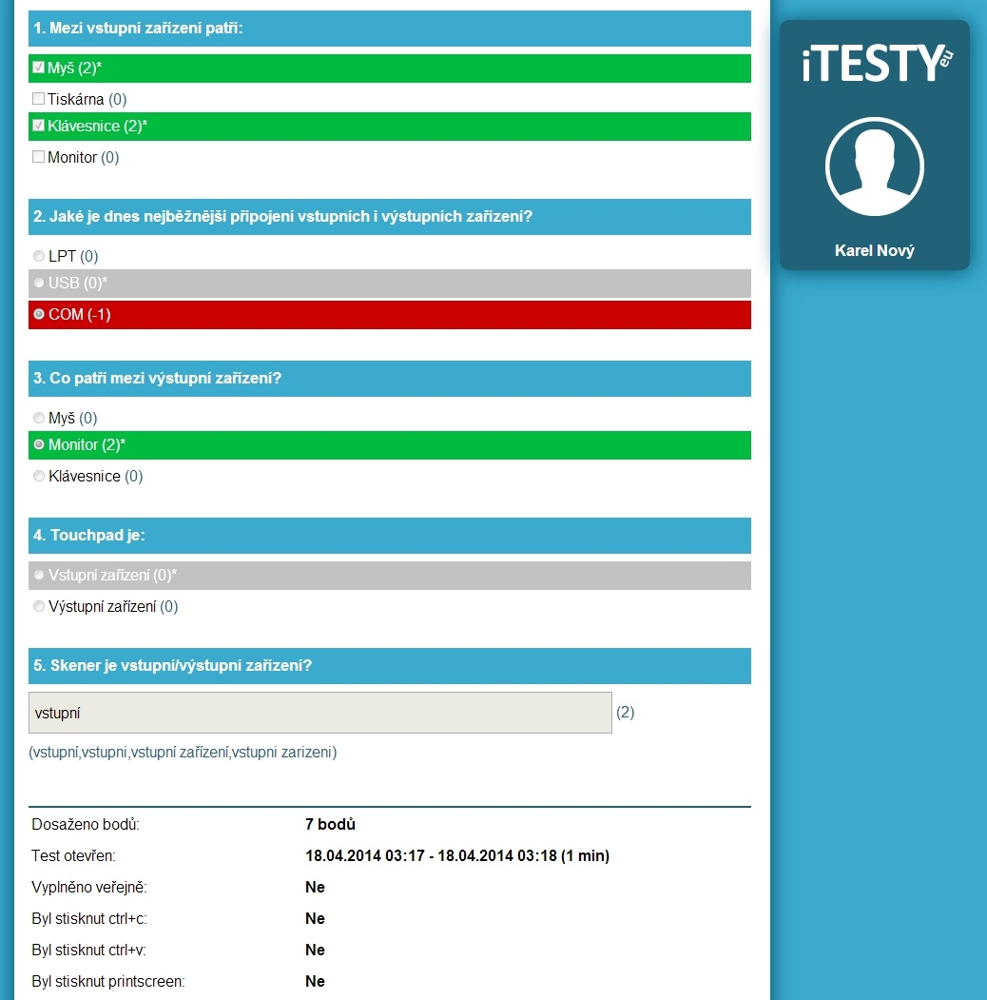 1. Mezi vstupní zařízení patří:
Myš (2)*
Tiskárna (0)
Klávesnice (2)*
Monitor (0)
2. Jaké je dnes nejběžnější připojení vstupních i výstupních zařízení?
LPT (0)
USB (0)*
COM (-1)
3. Co patří mezi výstupní zařízení?
Myš (0)
Monitor (2)*
Klávesnice (0)
4. Touchpad je:
Vstupní zařízení (0)*
Výstupní zařízení (0)
5. Skener je vstupní/výstupní zařízení?
vstupní (2)
(vstupní,vstupni,vstupní zařízení,vstupni zarizeni)
Dosaženo bodů: 7 bodů
Test otevřen: 18.04.2014 03:17 - 18.04.2014 03:18 (1 min)
Vyplněno veřejně: Ne
Byl stisknut ctrl+c: Ne
Byl stisknut ctrl+v: Ne
Byl stisknut printscreen: Ne
iTESTY eu
Karel Nový